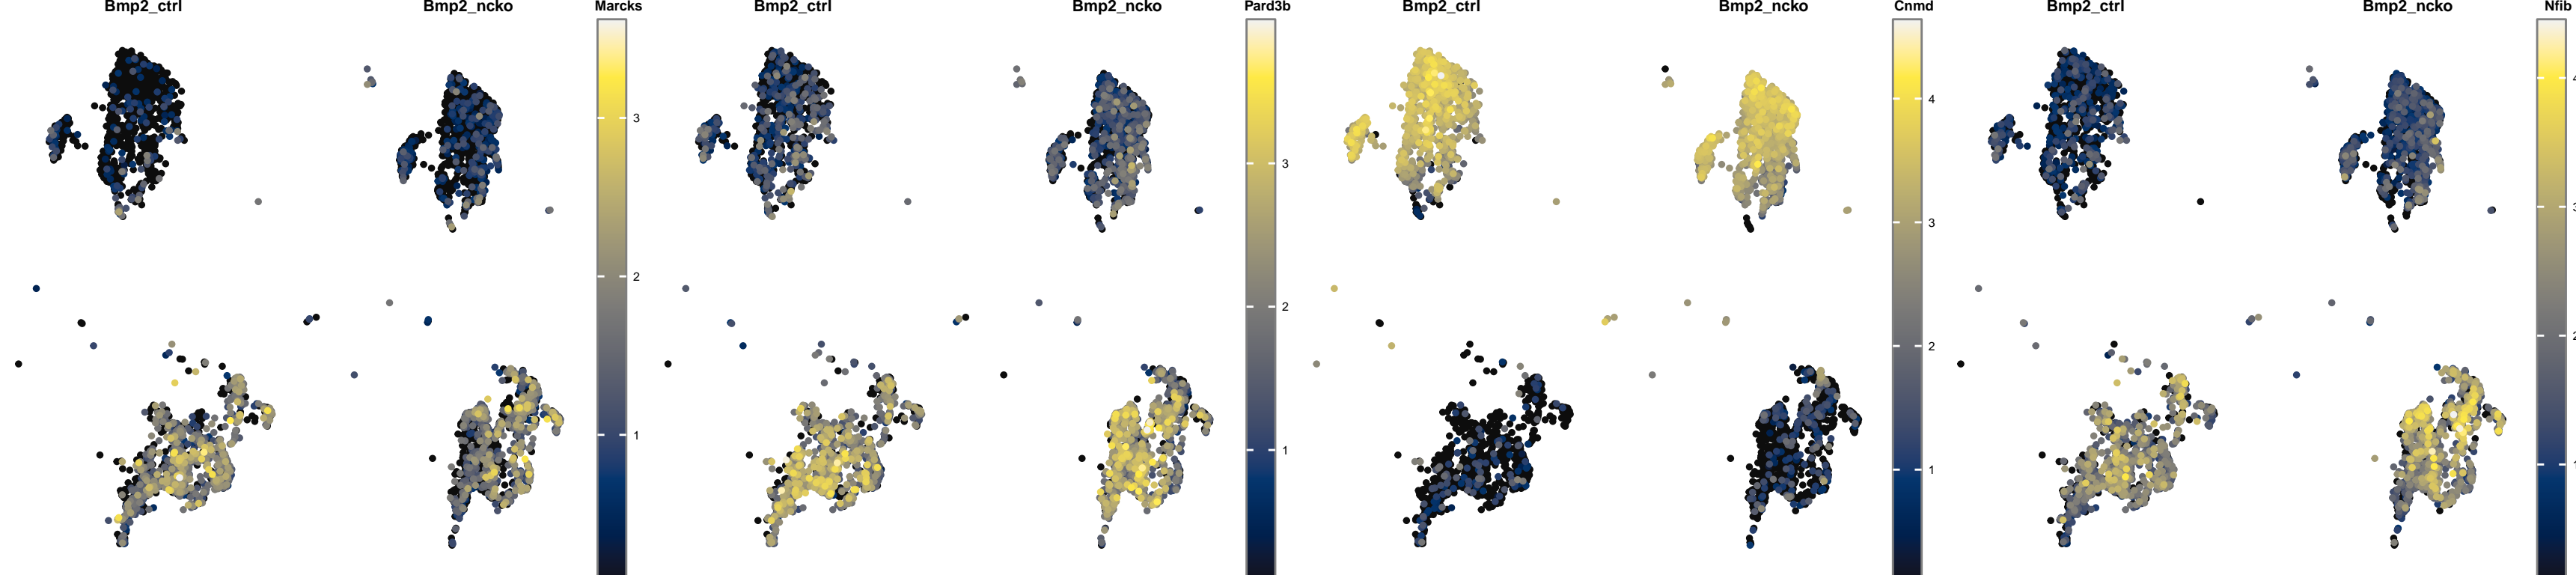 Bmp2_ctrl Bmp2_ncko Marcks
3
2
1
Bmp2_ctrl Bmp2_ncko Pard3b
3
2
1
Bmp2_ctrl Bmp2_ncko Cnmd
4
3
2
1
Bmp2_ctrl Bmp2_ncko Nfib